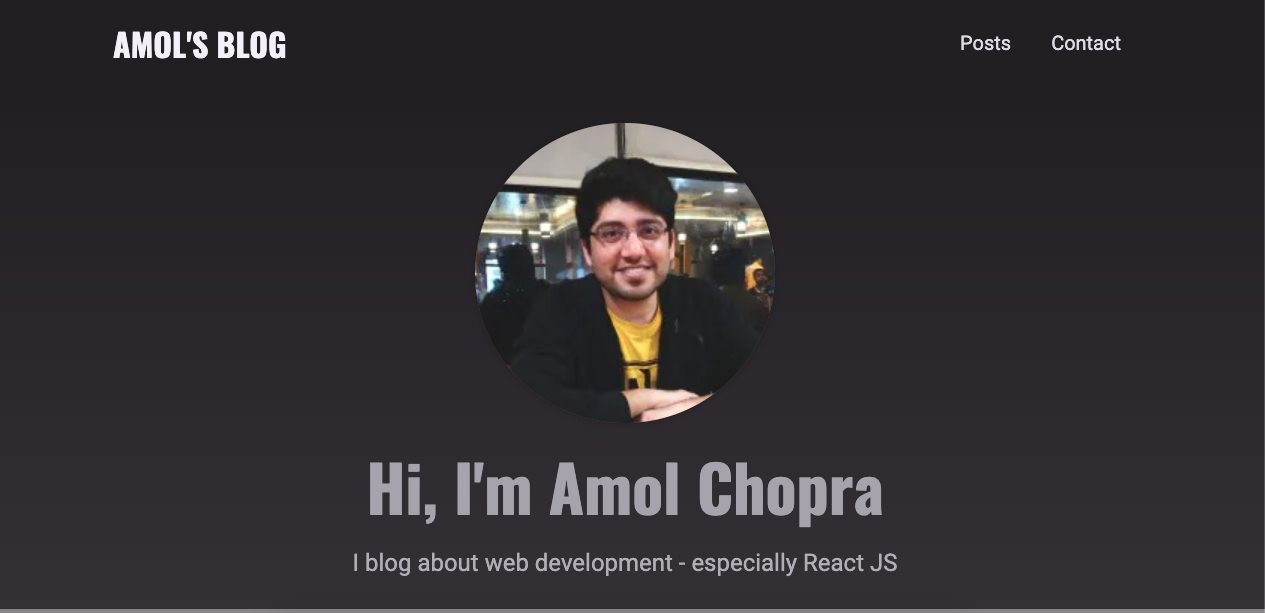 AMOL'S BLOG
Posts
Contact
Hi, I'm Amol Chopra
I blog about web development - especially React JS